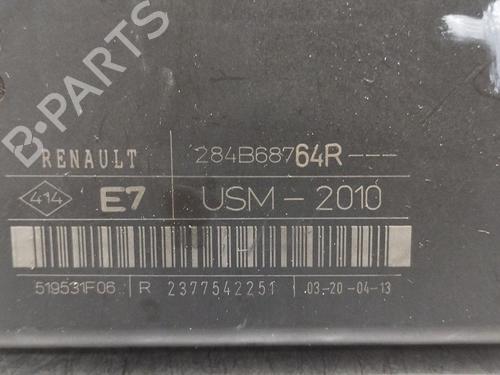 B-PARTS
RENAULT 284B68764R---
414 E7 USM-2010
519531F06 R 2377542251 .03-20-04-13